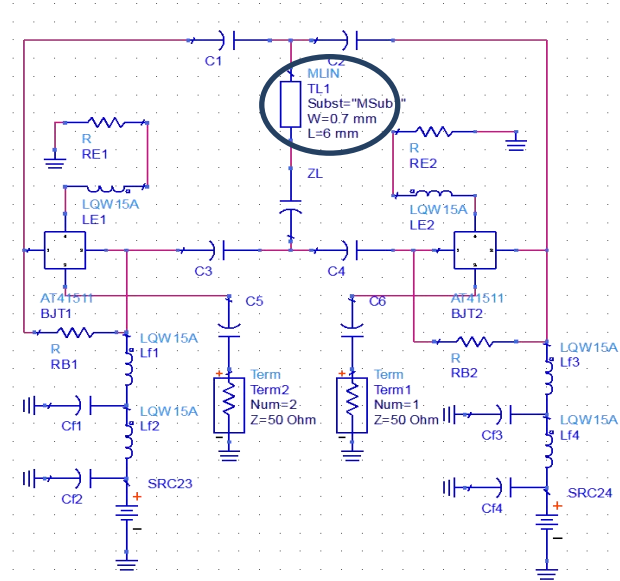 C1
C2
MLIN
TL1
Subst="MSub
"
W=0.7 mm
L=6 mm
R
RE1
R
RE2
ZL
LQW15A
LE1
LQW15A
LE2
C3
C4
AT41511
BJT1
C5
C6
AT41511
BJT2
R
RB1
LQW15A
Lf1
R
RB2
LQW15A
Lf3
Term
Term2
Num=2
Z=50 Ohm
Term
Term1
Num=1
Z=50 Ohm
Cf1
LQW15A
Lf2
Cf3
LQW15A
Lf4
Cf2
SRC23
Cf4
SRC24